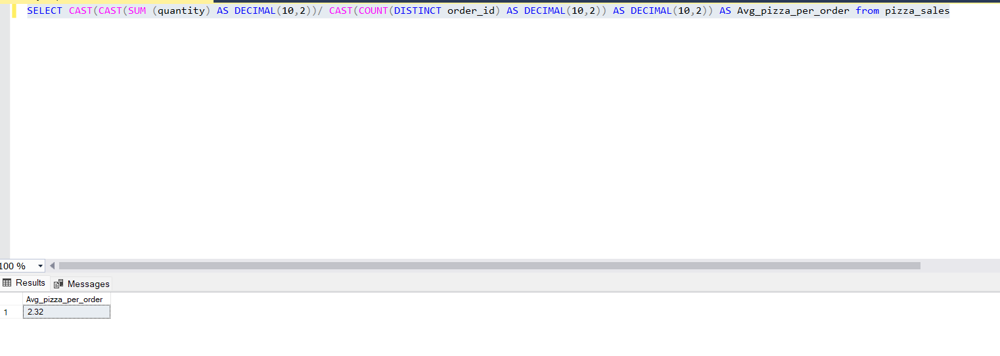 SELECT CAST(CAST(SUM (quantity) AS DECIMAL(10,2))/ CAST(COUNT(DISTINCT order_id) AS DECIMAL(10,2)) AS DECIMAL(10,2)) AS Avg_pizza_per_order from pizza_sales
100 %
Results Messages
Avg_pizza_per_order
1 2.32